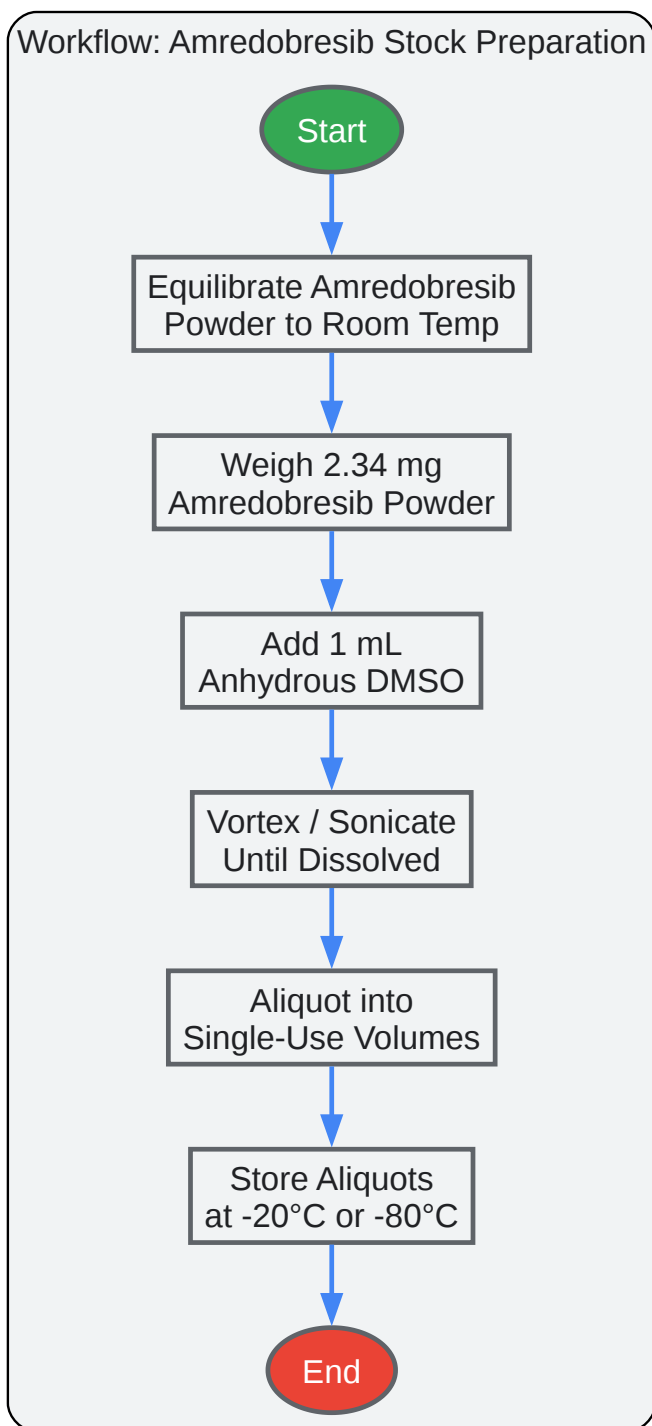 Workflow: Amredobresib Stock Preparation
Start
Equilibrate Amredobresib
Powder to Room Temp
Weigh 2.34 mg
Amredobresib Powder
Add 1 mL
Anhydrous DMSO
Vortex / Sonicate
Until Dissolved
Aliquot into
Single-Use Volumes
Store Aliquots
at -20°C or -80°C
End